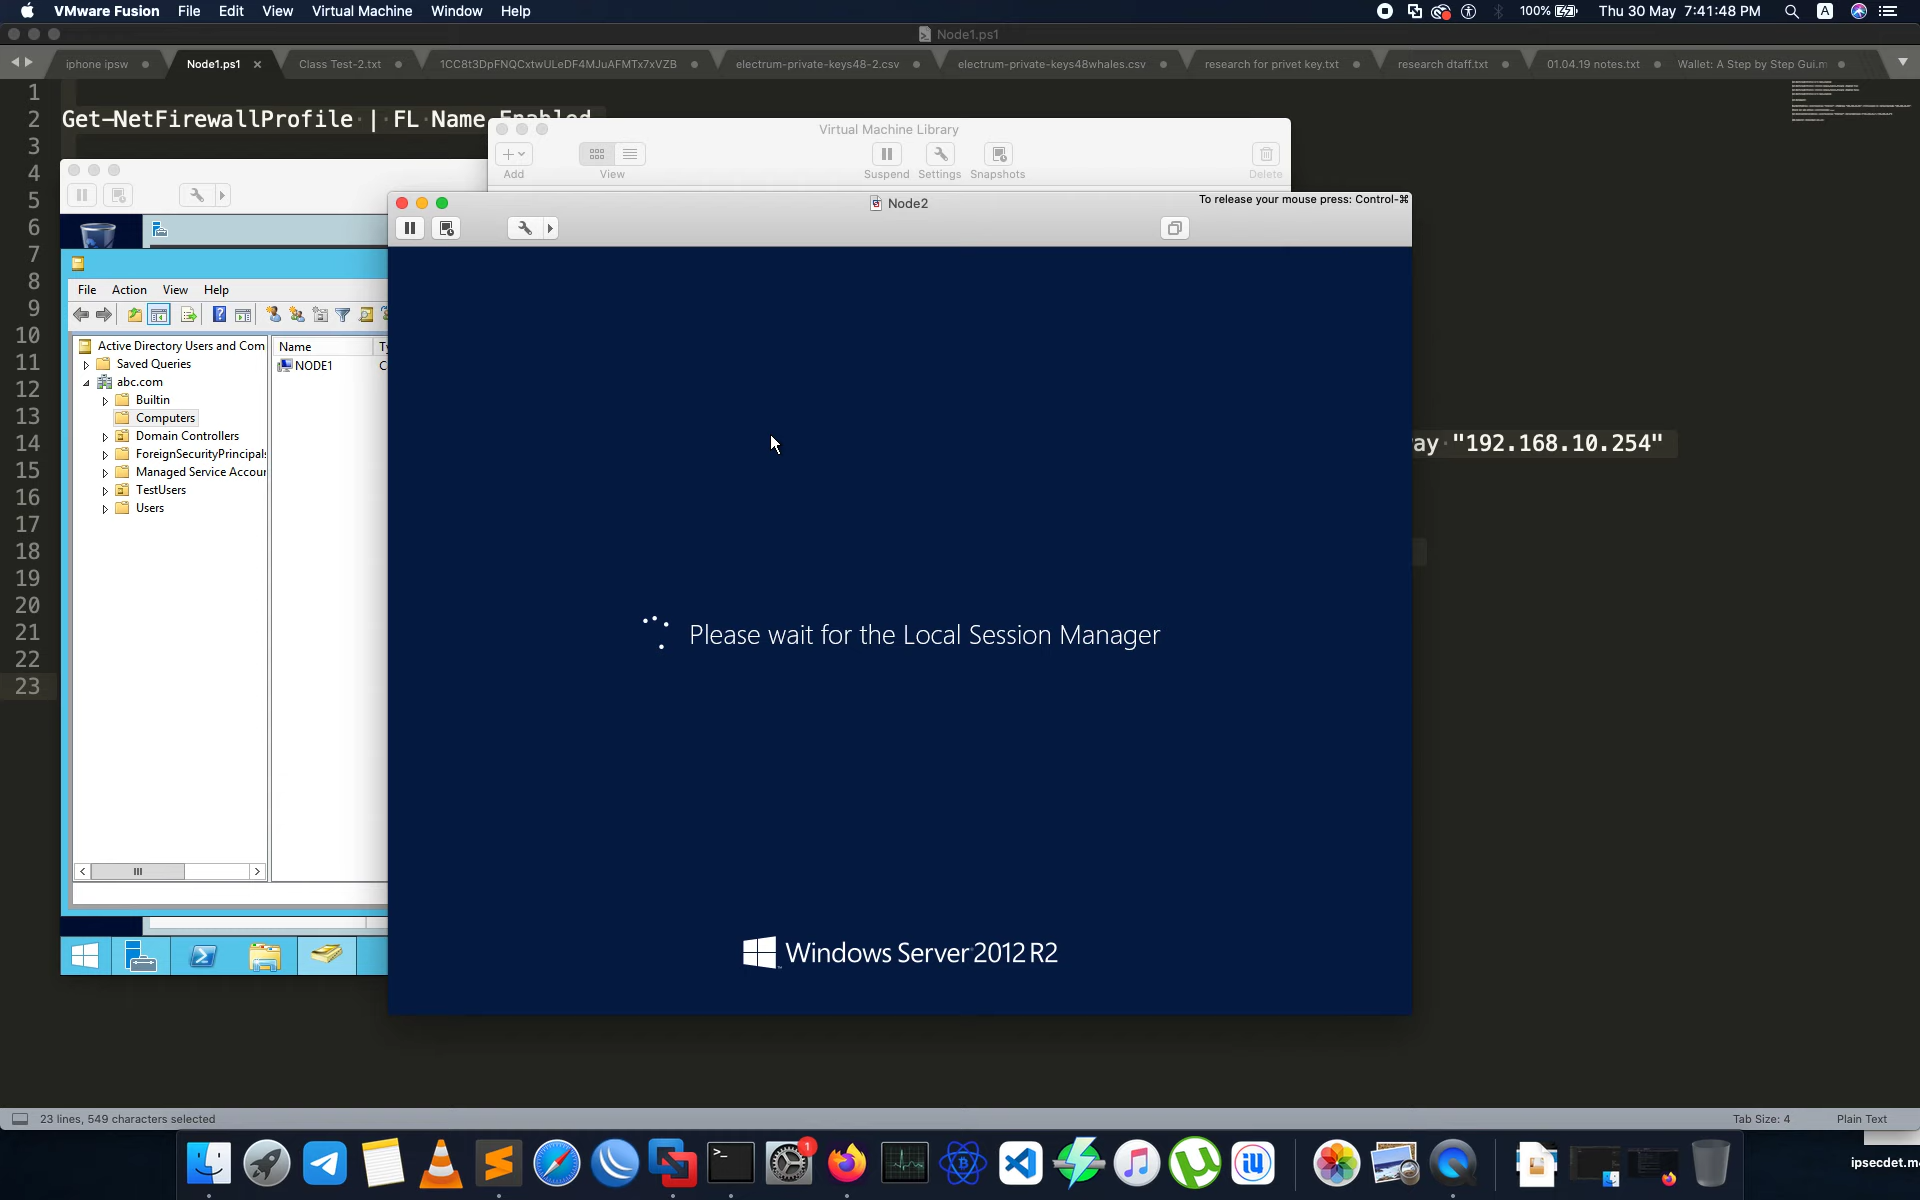 VMware Fusion File Edit View Virtual Machine Window Help
100% Thu 30 May 7:41:48 PM A
Node1.ps1
iphone ipsw
Node1.ps1
Class Test-2.txt
1CC8t3DpFNQCxtwULeDF4MJuAFMTx7xVZB
electrum-private-keys48-2.csv
electrum-private-keys48whales.csv
research for privet key.txt
research dtaff.txt
01.04.19 notes.txt
Wallet: A Step by Step Gui.m
1
2 Get-NetFirewallProfile | FL Name Enabled
3
4
5
6
7
8
9
10
11
12
13
14 ay "192.168.10.254"
15
16
17
18
19
20
21
22
23
Virtual Machine Library
Add
View
Suspend
Settings
Snapshots
Delete
Node2
To release your mouse press: Control-⌘
File Action View Help
Active Directory Users and Com
Saved Queries
abc.com
Builtin
Computers
Domain Controllers
ForeignSecurityPrincipals
Managed Service Accou
TestUsers
Users
Name
NODE1
Please wait for the Local Session Manager
Windows Server 2012 R2
23 lines, 549 characters selected
Tab Size: 4
Plain Text
1
iU